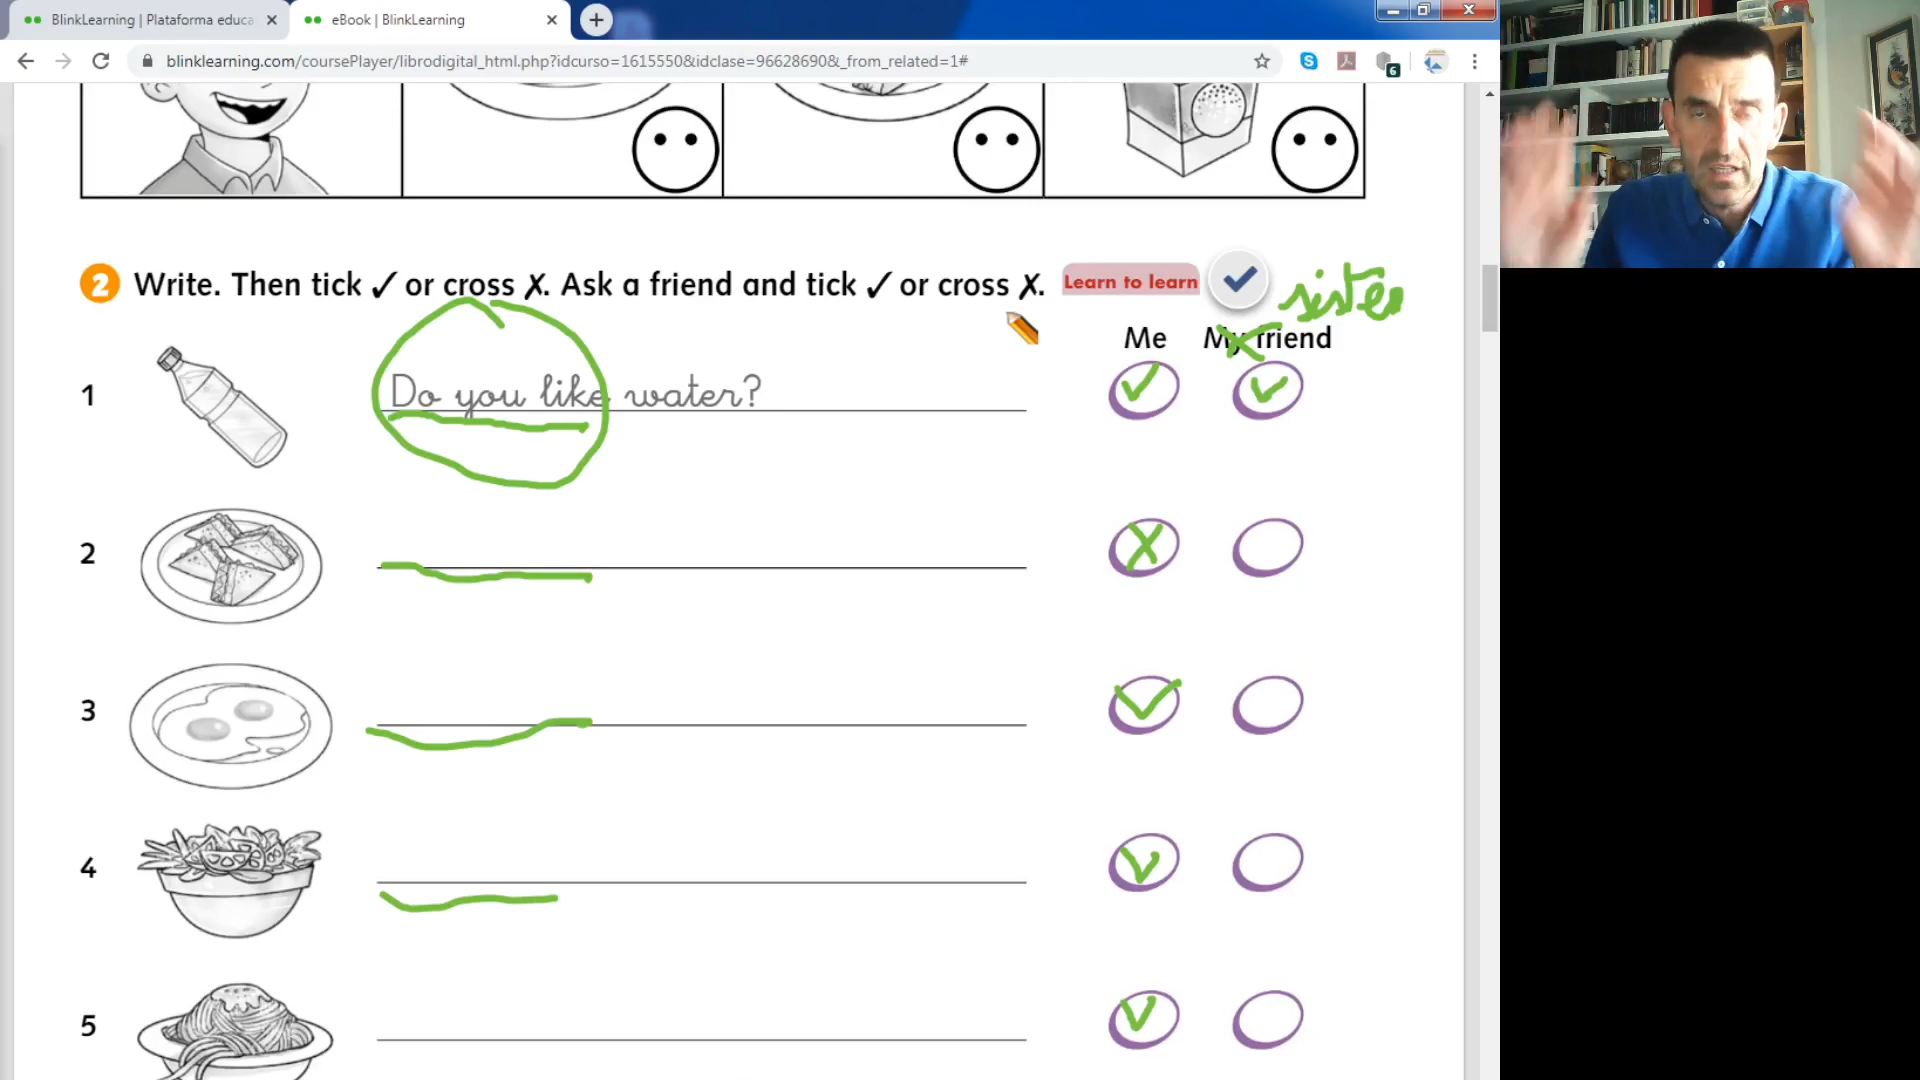 BlinkLearning | Plataforma educa
eBook | BlinkLearning
blinklearning.com/coursePlayer/librodigital_html.php?idcurso=1615550&idclase=96628690&_from_related=1#
6
2 Write. Then tick ✓ or cross ✗. Ask a friend and tick ✓ or cross ✗. Learn to learn
sister
Me My friend
1 Do you like water?
2
3
4
5